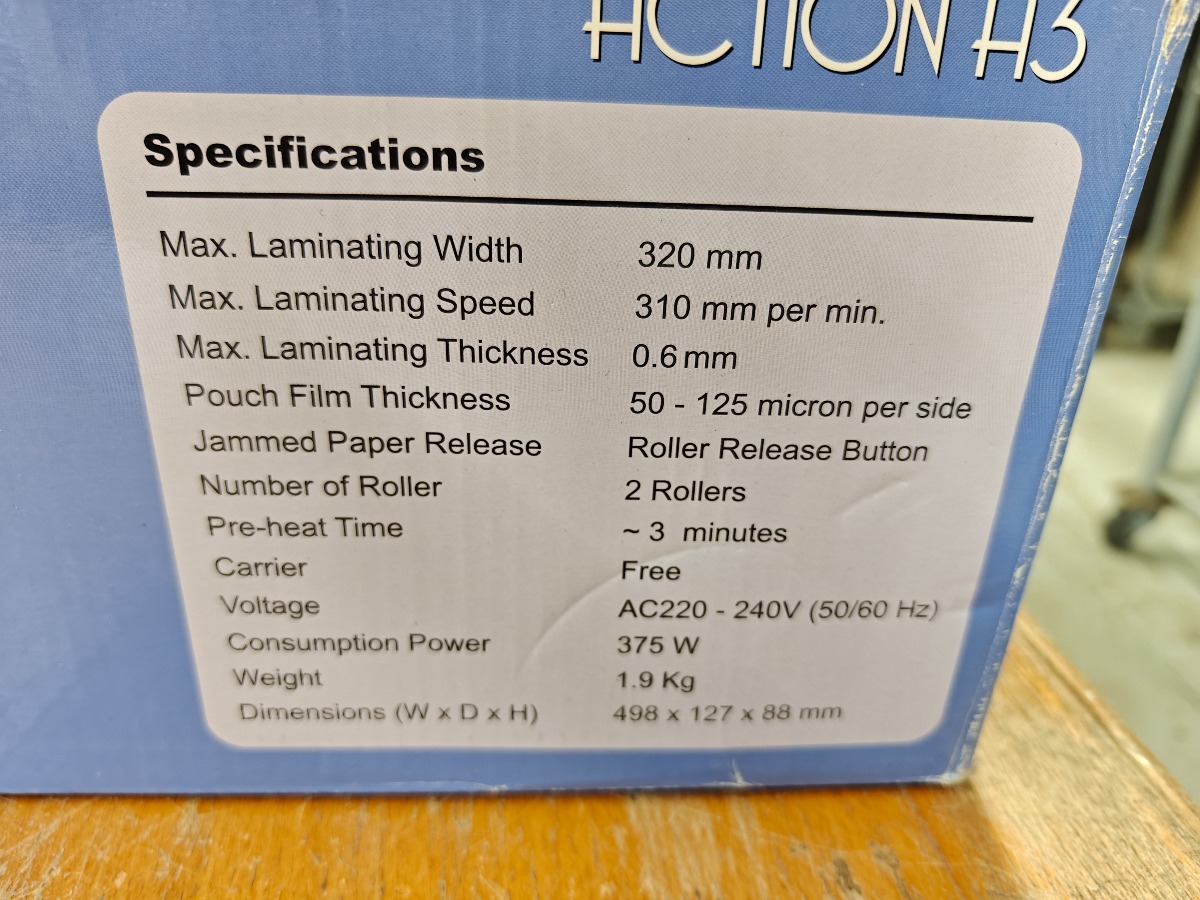 ACTION A3
Specifications
Max. Laminating Width 320 mm
Max. Laminating Speed 310 mm per min.
Max. Laminating Thickness 0.6 mm
Pouch Film Thickness 50 - 125 micron per side
Jammed Paper Release Roller Release Button
Number of Roller 2 Rollers
Pre-heat Time ~ 3 minutes
Carrier Free
Voltage AC220 - 240V (50/60 Hz)
Consumption Power 375 W
Weight 1.9 Kg
Dimensions (W x D x H) 498 x 127 x 88 mm